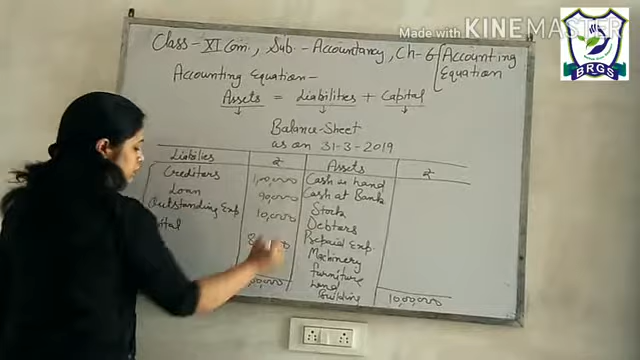 Made with KINEMASTER
BRGS
Class-XI Com., Sub.- Accountancy, Ch-6 [Accounting Equation
Accounting Equation-
Assets = Liabilities + Capital
Balance-Sheet
as on 31-3-2019
Liabilies ₹ Assets ₹
Creditors 1,00,000 Cash in hand
Loan 90,000 Cash at Bank
Outstanding Exp 10,000 Stock
Debtors
Prepaid Exp.
Machinery
Furniture
Land
Building 10,00,000